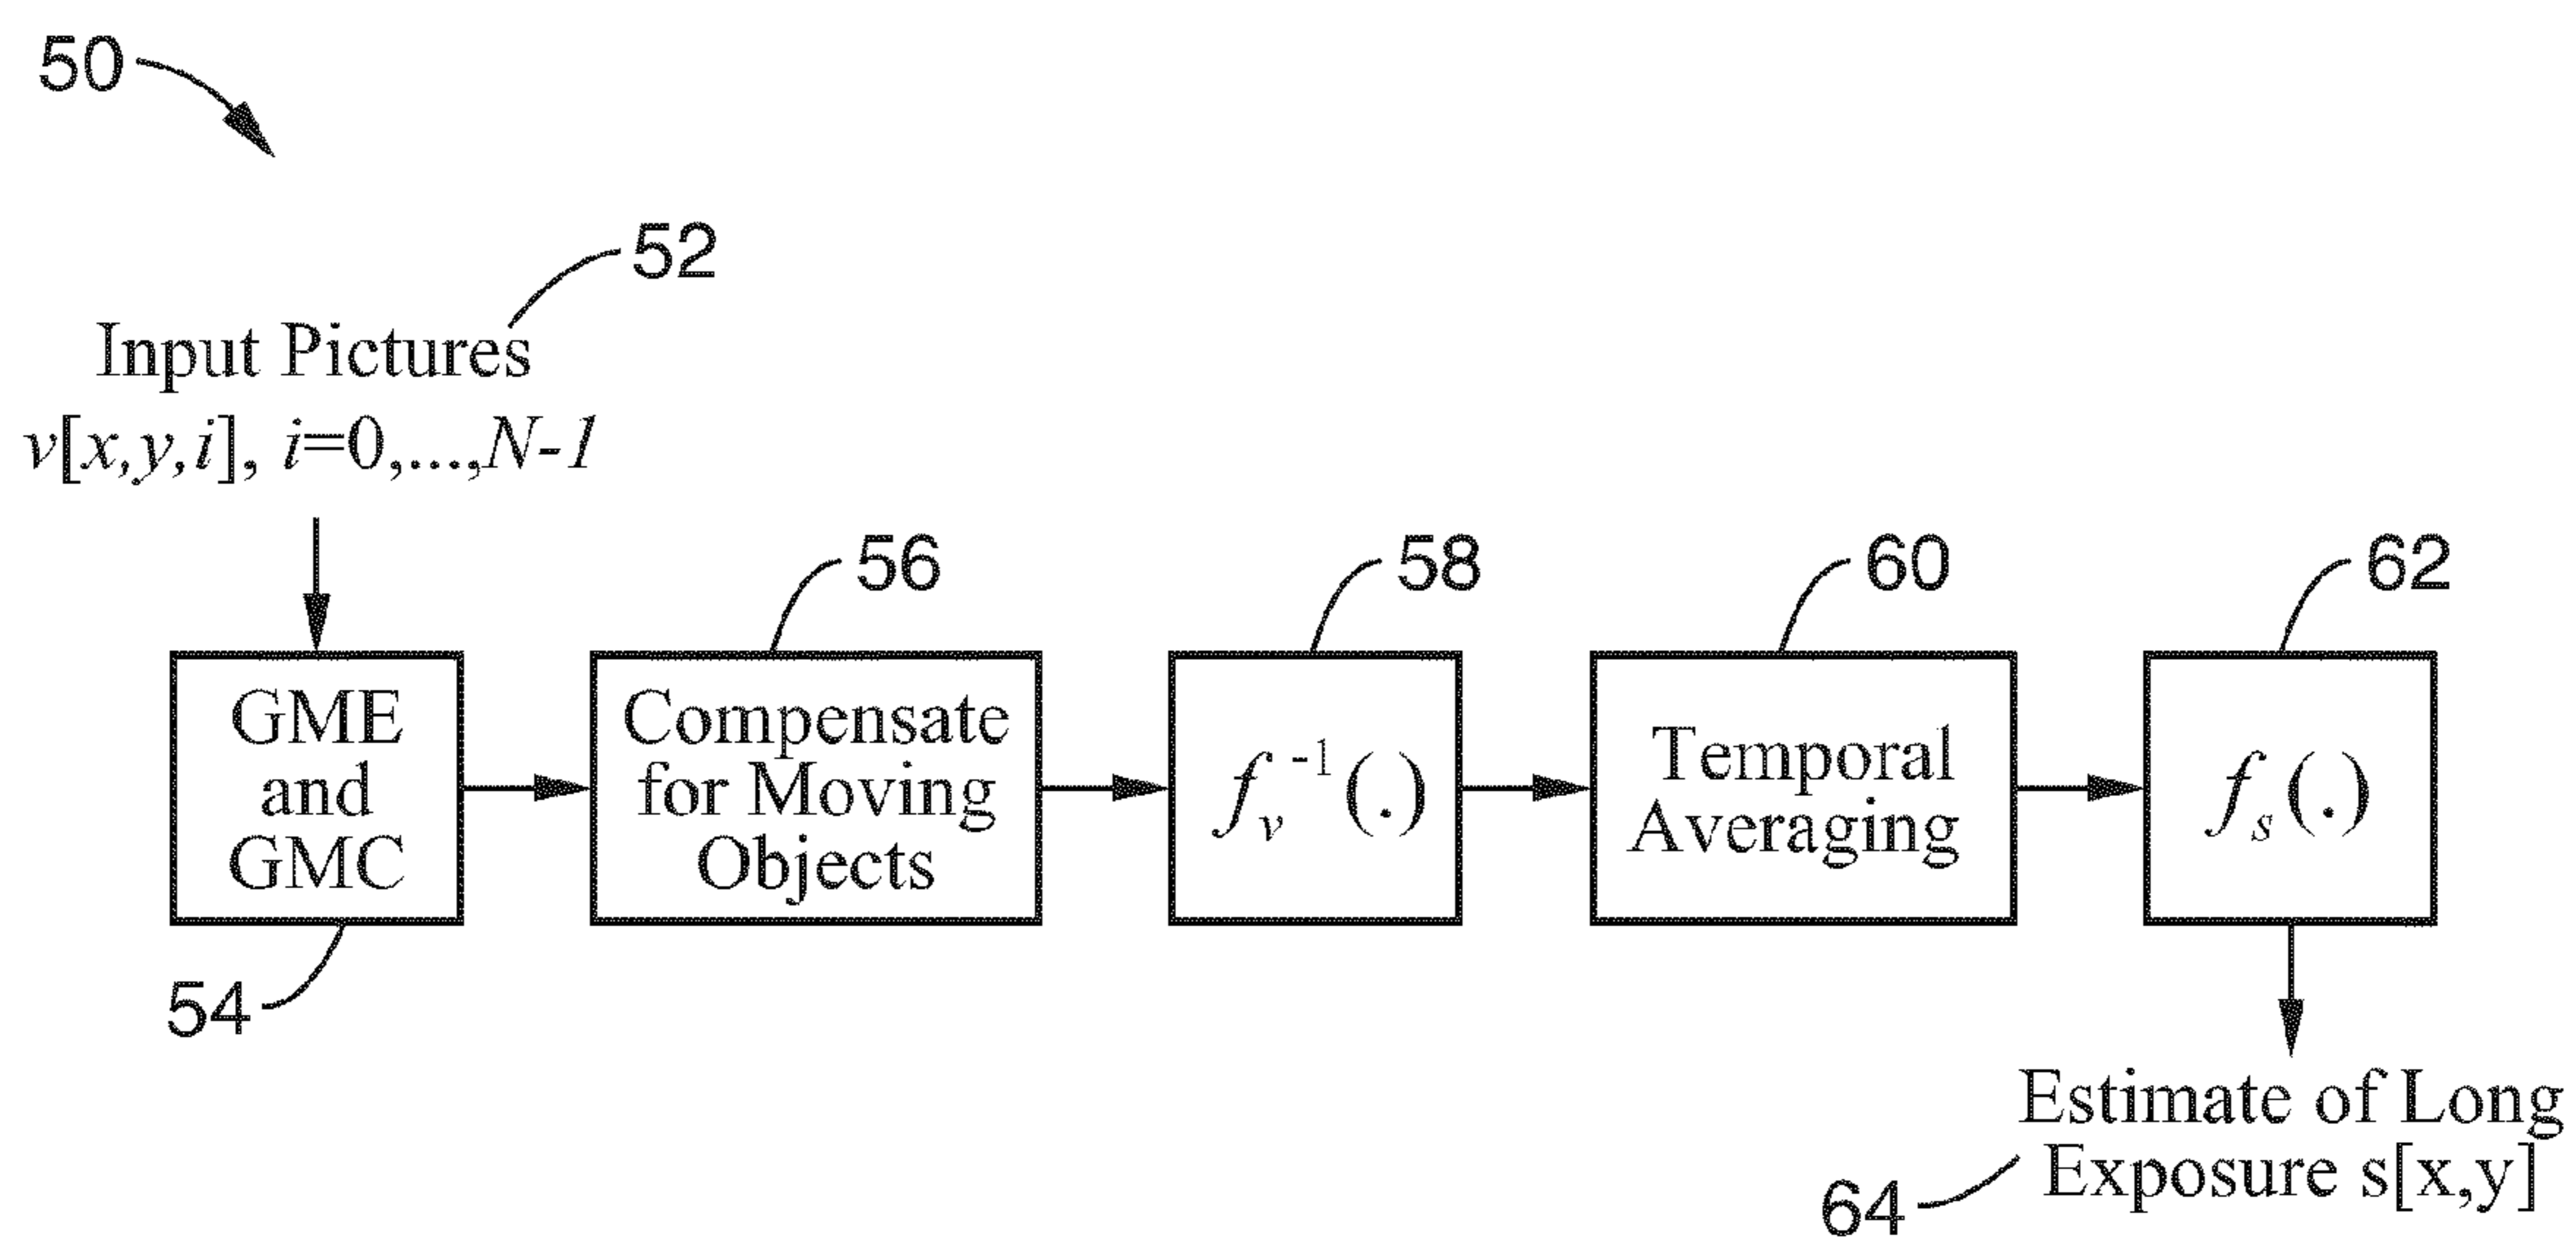 50
52
Input Pictures
v[x,y,i], i=0,...,N-1
56
58
60
62
GME
and
GMC
Compensate
for Moving
Objects
f_v^{-1}(.)
Temporal
Averaging
f_s(.)
54
Estimate of Long
Exposure s[x,y]
64